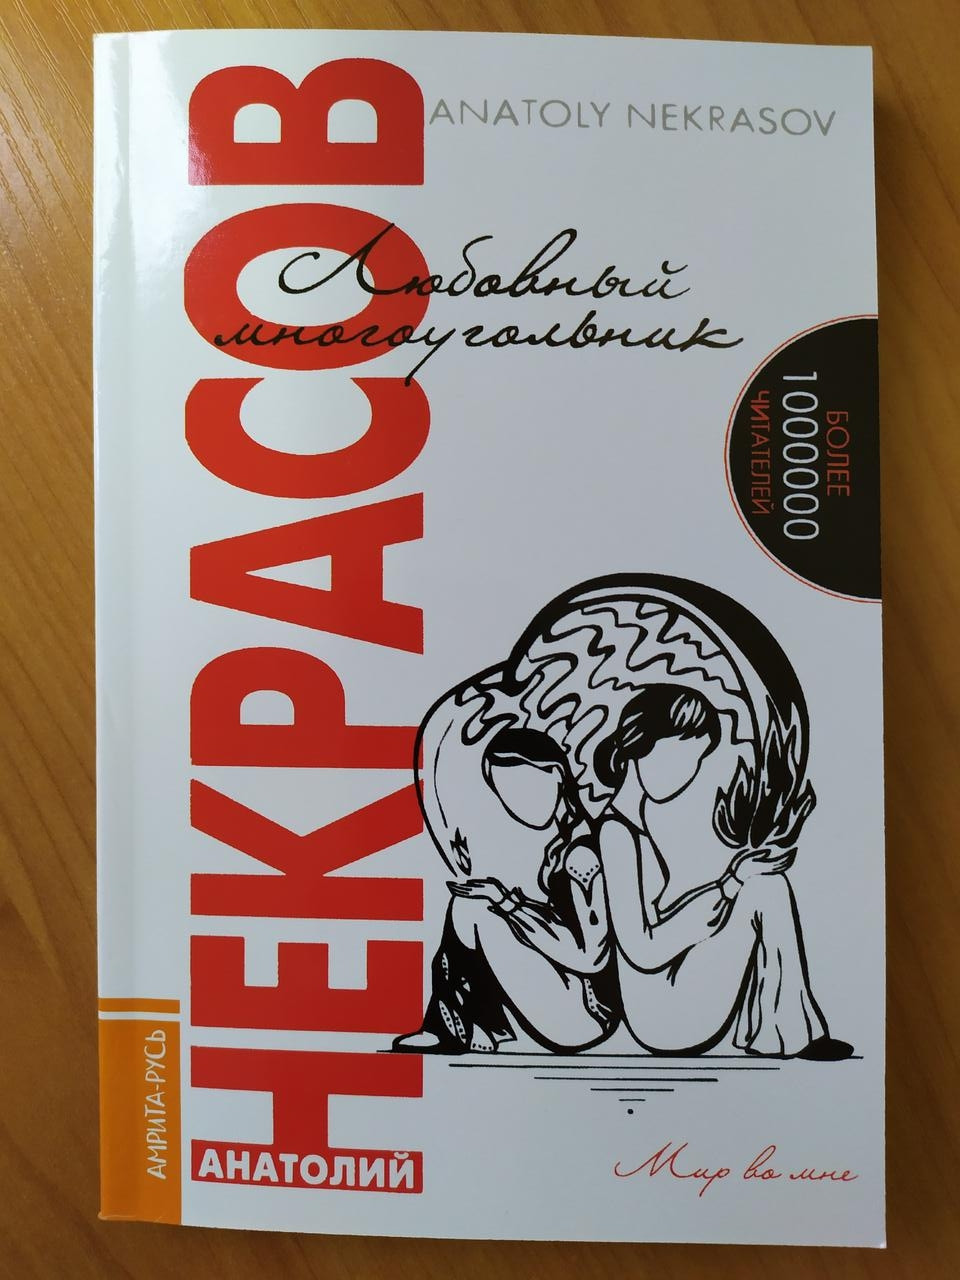 ANATOLY NEKRASOV
Любовный
многоугольник
НЕКРАСОВ
АНАТОЛИЙ
БОЛЕЕ
1000000
ЧИТАТЕЛЕЙ
АМРИТА-РУСЬ
Мир во мне